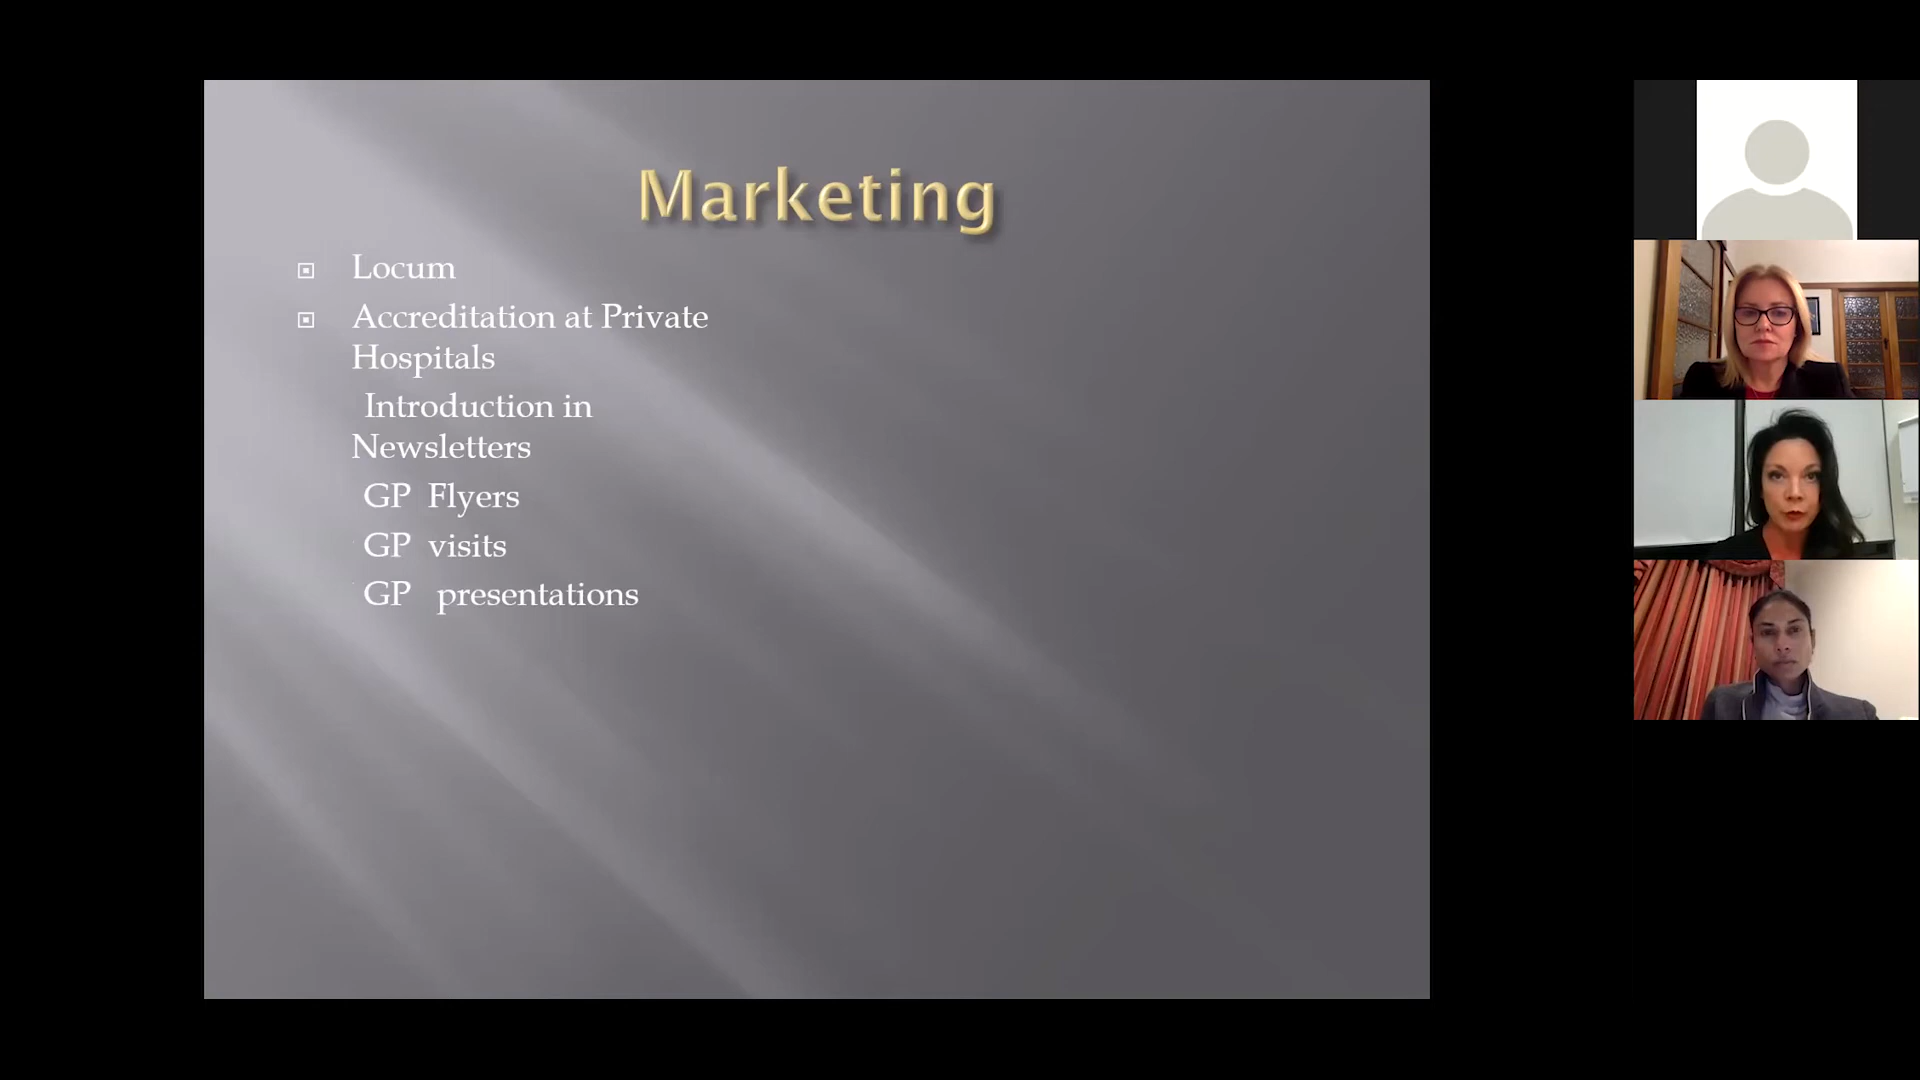 Marketing
Locum
Accreditation at Private
Hospitals
Introduction in
Newsletters
GP Flyers
GP visits
GP presentations